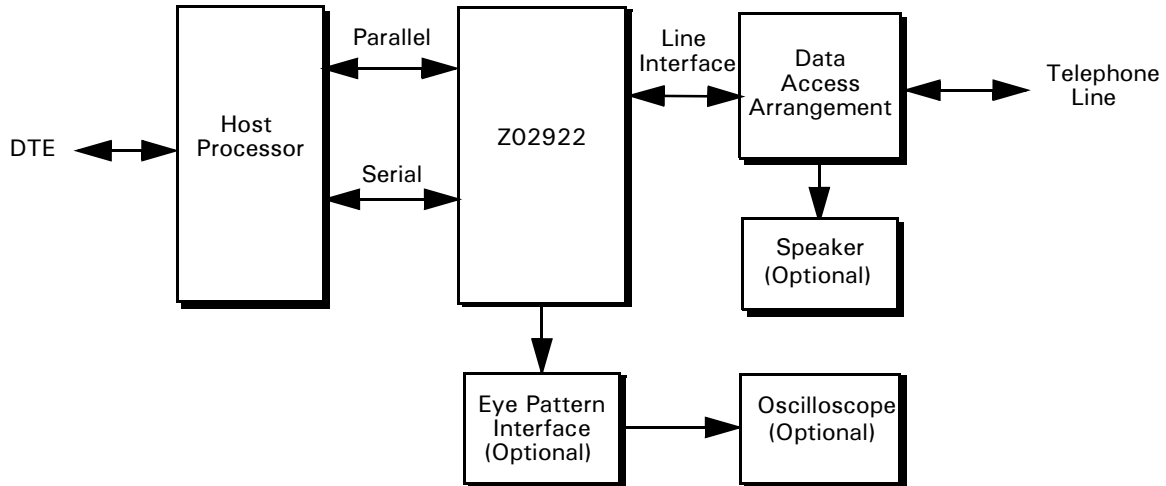 DTE
Host
Processor
Parallel
Serial
Z02922
Line
Interface
Data
Access
Arrangement
Telephone
Line
Speaker
(Optional)
Eye Pattern
Interface
(Optional)
Oscilloscope
(Optional)